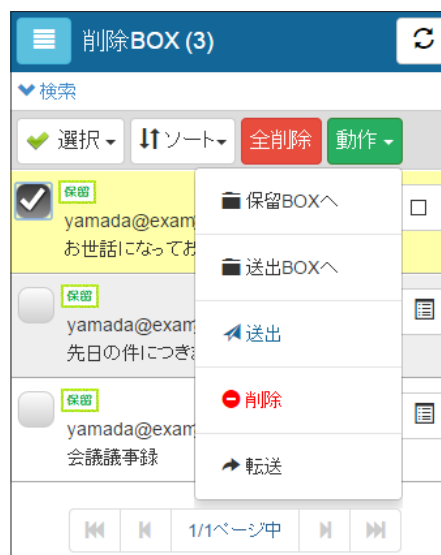 削除BOX (3)
検索
選択 ソート 全削除 動作
保留BOXへ
送出BOXへ
送出
削除
転送
保留
yamada@exam
お世話になってお
保留
yamada@exam
先日の件につき
保留
yamada@exam
会議議事録
1/1ページ中